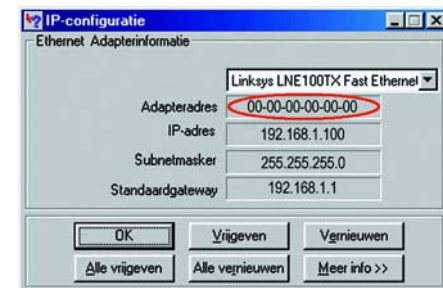 IP-configuratie
Ethernet Adapterinformatie
Linksys LNE100TX Fast Ethernet
Adapteradres 00-00-00-00-00-00
IP-adres 192.168.1.100
Subnetmasker 255.255.255.0
Standaardgateway 192.168.1.1
OK Vrijgeven Vernieuwen
Alle vrijgeven Alle vernieuwen Meer info >>